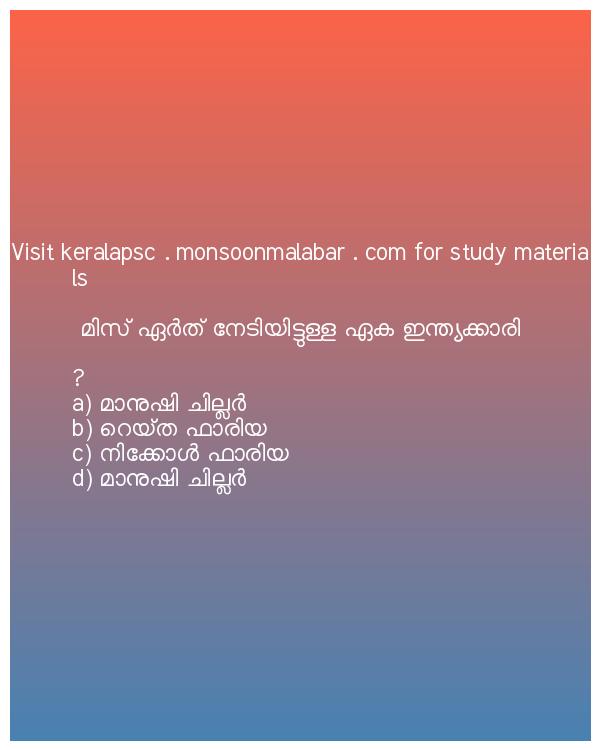 Visit keralapsc . monsoonmalabar . com for study materia
ls
മിസ് ഏർത് നേടിയിട്ടുള്ള ഏക ഇന്ത്യക്കാരി
?
a) മാനുഷി ചില്ലർ
b) റെയ്ത ഫാരിയ
c) നിക്കോൾ ഫാരിയ
d) മാനുഷി ചില്ലർ